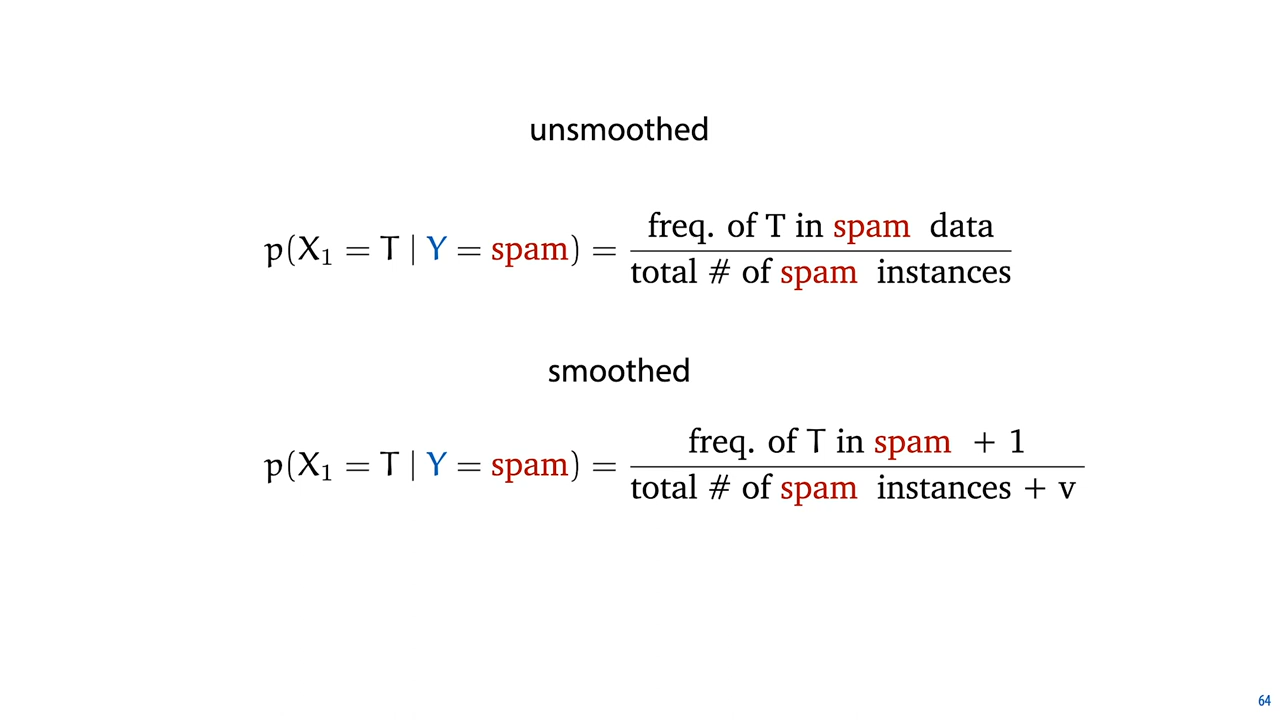 unsmoothed
p(X₁ = T | Y = spam) = freq. of T in spam data / total # of spam instances
smoothed
p(X₁ = T | Y = spam) = freq. of T in spam + 1 / total # of spam instances + v
64